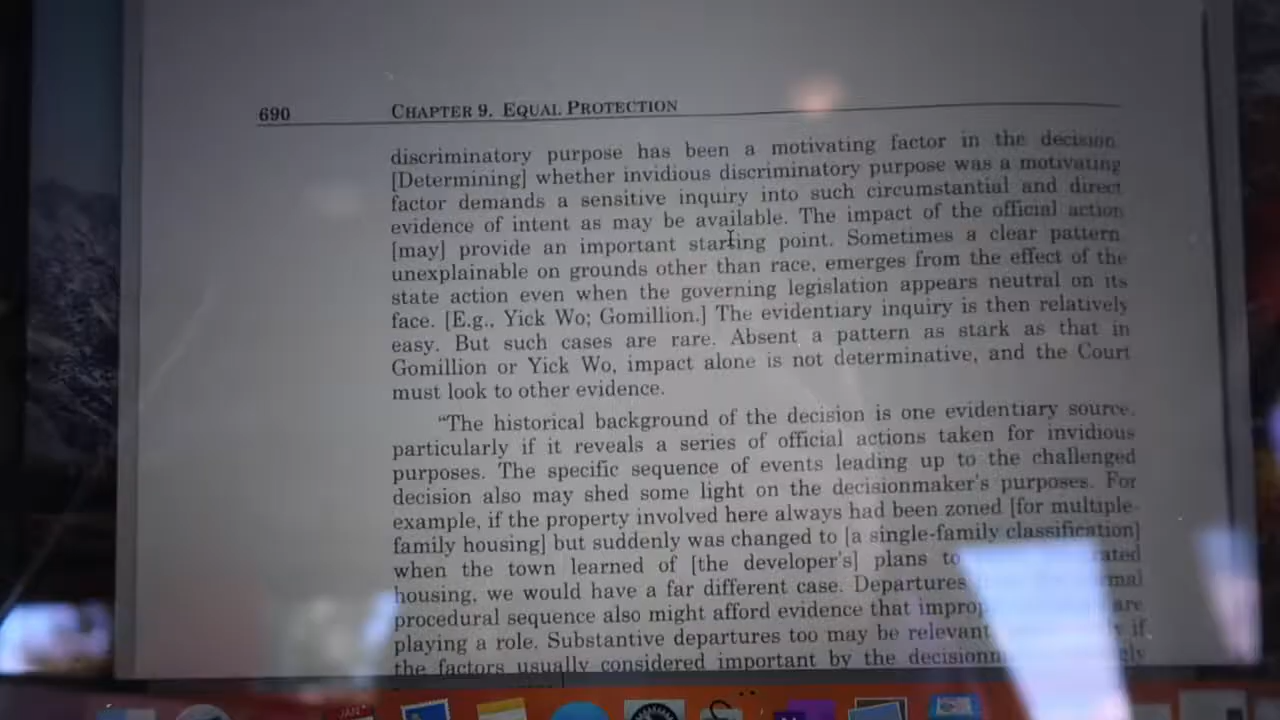 690 CHAPTER 9. EQUAL PROTECTION
discriminatory purpose has been a motivating factor in the decision
[Determining] whether invidious discriminatory purpose was a motivating
factor demands a sensitive inquiry into such circumstantial and direct
evidence of intent as may be available. The impact of the official action
[may] provide an important starting point. Sometimes a clear pattern
unexplainable on grounds other than race, emerges from the effect of the
state action even when the governing legislation appears neutral on its
face. [E.g., Yick Wo; Gomillion.] The evidentiary inquiry is then relatively
easy. But such cases are rare. Absent a pattern as stark as that in
Gomillion or Yick Wo, impact alone is not determinative, and the Court
must look to other evidence.
“The historical background of the decision is one evidentiary source,
particularly if it reveals a series of official actions taken for invidious
purposes. The specific sequence of events leading up to the challenged
decision also may shed some light on the decisionmaker's purposes. For
example, if the property involved here always had been zoned [for multiple-
family housing] but suddenly was changed to [a single-family classification]
when the town learned of [the developer's] plans to
housing, we would have a far different case. Departures
procedural sequence also might afford evidence that are
playing a role. Substantive departures too may be relevant if
the factors usually considered important by the
JAN